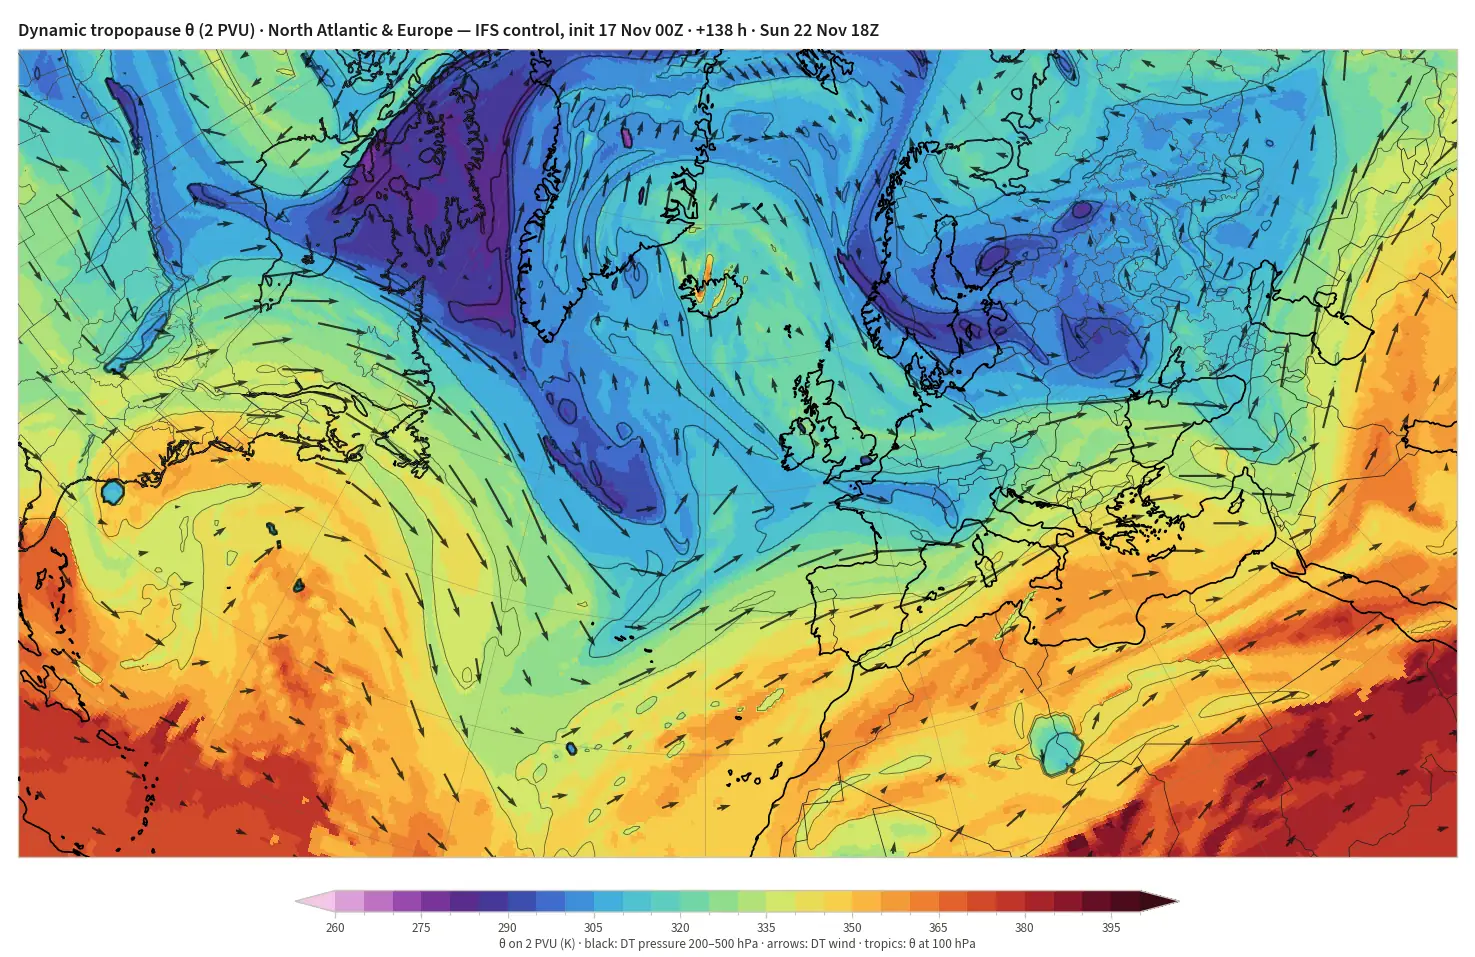 Dynamic tropopause θ (2 PVU) · North Atlantic & Europe — IFS control, init 17 Nov 00Z · +138 h · Sun 22 Nov 18Z
260 275 290 305 320 335 350 365 380 395
θ on 2 PVU (K) · black: DT pressure 200–500 hPa · arrows: DT wind · tropics: θ at 100 hPa